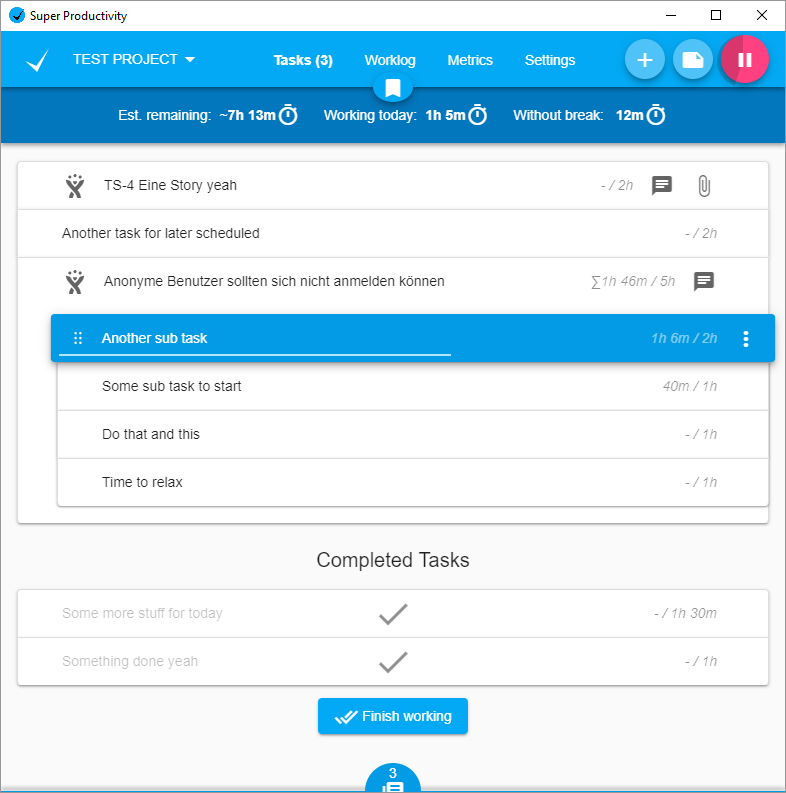 Super Productivity
TEST PROJECT
Tasks (3) Worklog Metrics Settings
Est. remaining: ~7h 13m Working today: 1h 5m Without break: 12m
TS-4 Eine Story yeah - / 2h
Another task for later scheduled - / 2h
Anonyme Benutzer sollten sich nicht anmelden können ∑1h 46m / 5h
Another sub task 1h 6m / 2h
Some sub task to start 40m / 1h
Do that and this - / 1h
Time to relax - / 1h
Completed Tasks
Some more stuff for today - / 1h 30m
Something done yeah - / 1h
Finish working
3